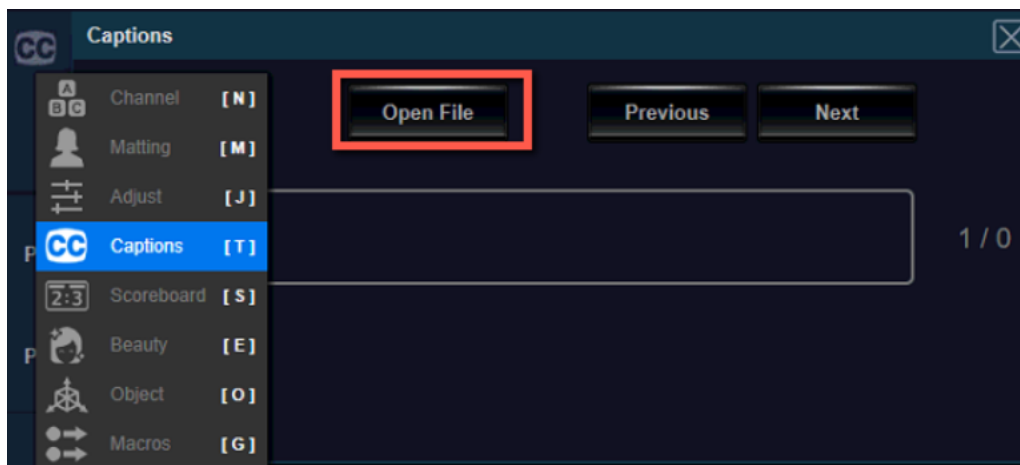 CC Captions
A
B C Channel [N]
Open File Previous Next
Matting [M]
Adjust [J]
P CC Captions [T]
1 / 0
2:3 Scoreboard [S]
P Beauty [E]
Object [O]
Macros [G]